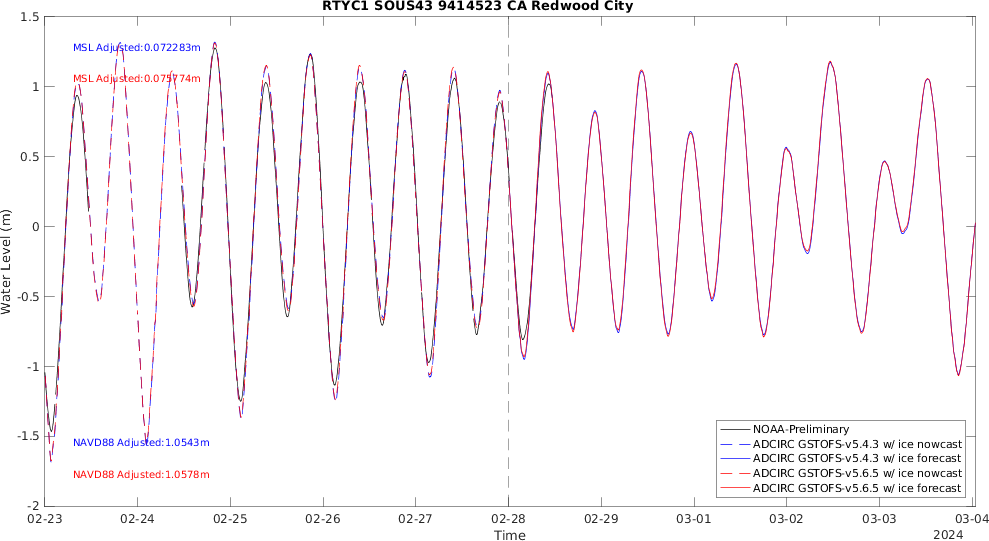 RTYC1 SOUS43 9414523 CA Redwood City
1.5
1
0.5
0
-0.5
-1
-1.5
-2
Water Level (m)
MSL Adjusted:0.072283m
MSL Adjusted:0.075774m
NAVD88 Adjusted:1.0543m
NAVD88 Adjusted:1.0578m
NOAA-Preliminary
ADCIRC GSTOFS-v5.4.3 w/ ice nowcast
ADCIRC GSTOFS-v5.4.3 w/ ice forecast
ADCIRC GSTOFS-v5.6.5 w/ ice nowcast
ADCIRC GSTOFS-v5.6.5 w/ ice forecast
02-23 02-24 02-25 02-26 02-27 02-28 02-29 03-01 03-02 03-03 03-04
Time
2024